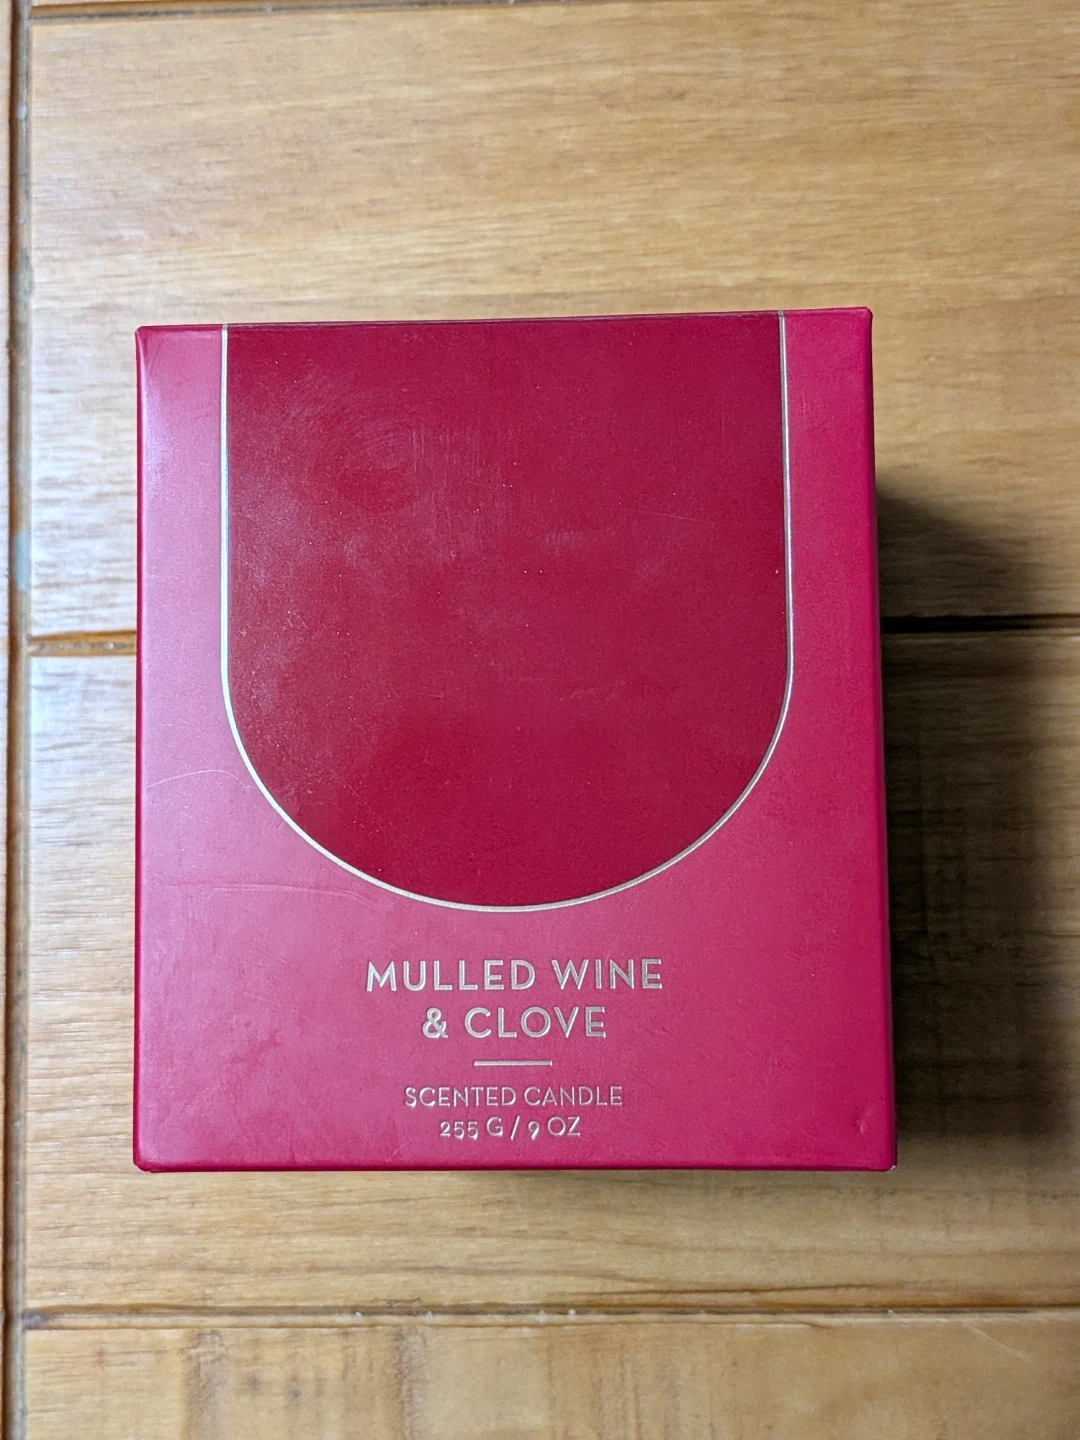 MULLED WINE
& CLOVE
SCENTED CANDLE
255 G / 9 OZ